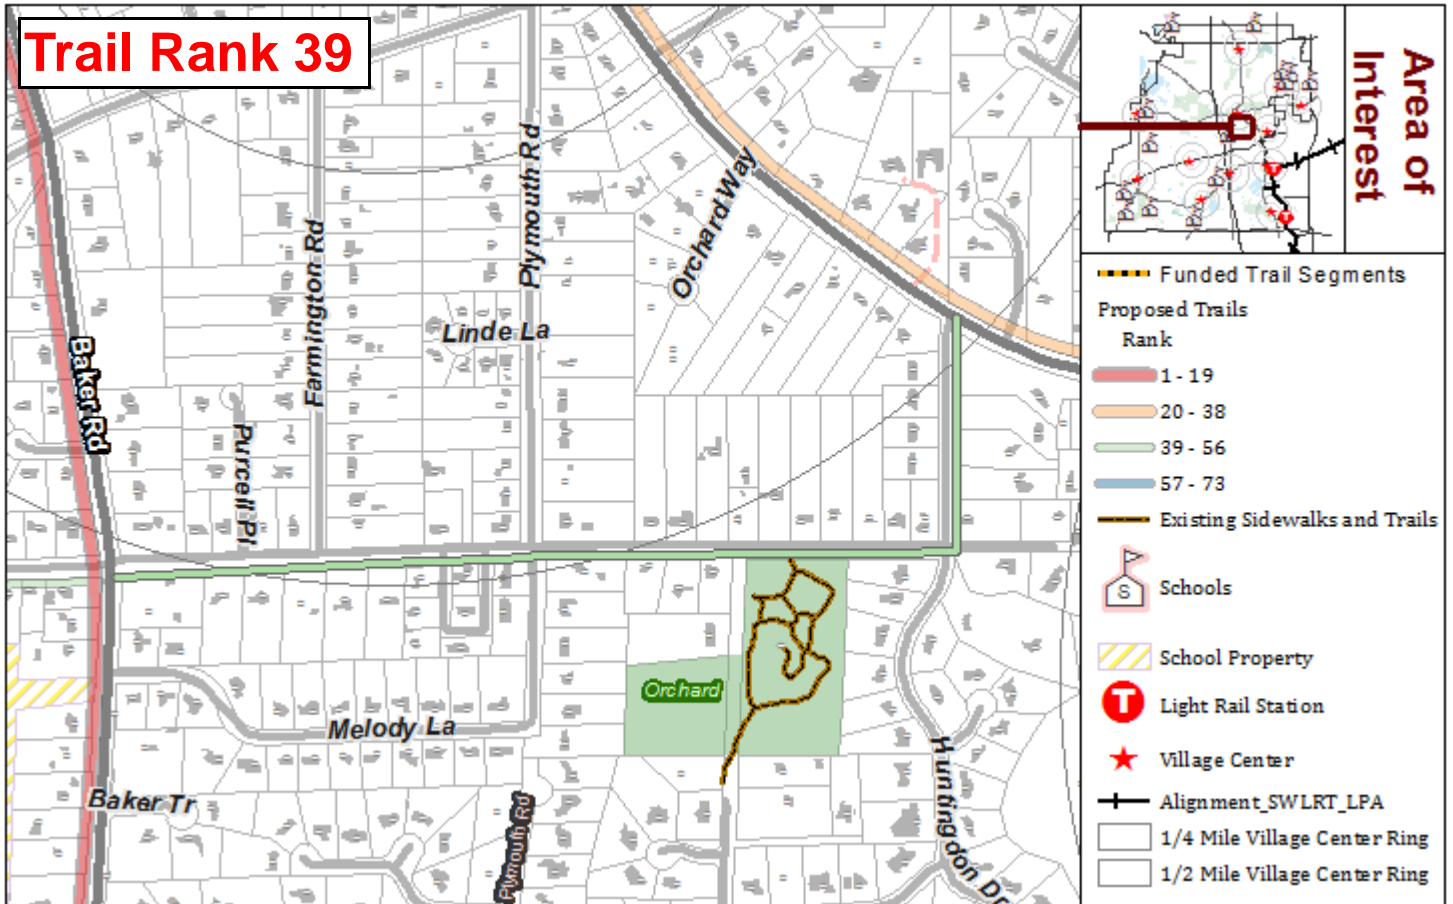 Trail Rank 39
Plymouth Rd
Orchard Way
Farmington Rd
Linde La
Baker Rd
Purcell Pl
Orchard
Melody La
Baker Tr
Plymouth Rd
Huntingdon Dr
Area of
Interest
Funded Trail Segments
Proposed Trails
Rank
1 - 19
20 - 38
39 - 56
57 - 73
Existing Sidewalks and Trails
S
Schools
School Property
T
Light Rail Station
Village Center
Alignment_SWLRT_LPA
1/4 Mile Village Center Ring
1/2 Mile Village Center Ring